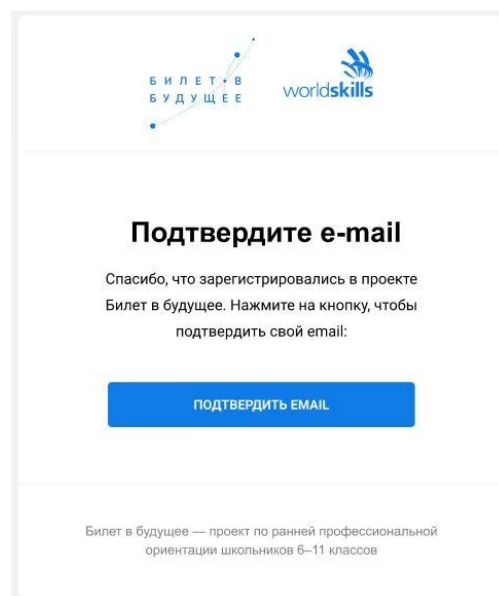 БИЛЕТ В
БУДУЩЕЕ
worldskills
Подтвердите e-mail
Спасибо, что зарегистрировались в проекте
Билет в будущее. Нажмите на кнопку, чтобы
подтвердить свой email:
ПОДТВЕРДИТЬ EMAIL
Билет в будущее — проект по ранней профессиональной
ориентации школьников 6–11 классов